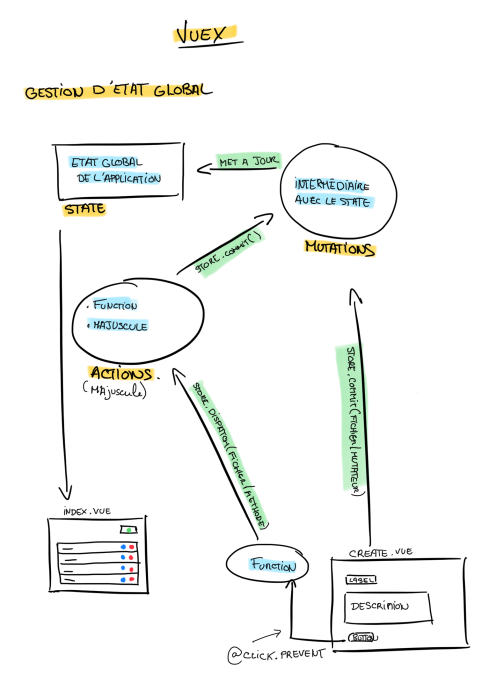 VUEX
GESTION D'ETAT GLOBAL
ETAT GLOBAL
DE L'APPLICATION
STATE
MET A JOUR
INTERMÉDIAIRE
AVEC LE STATE
MUTATIONS
STORE.COMMIT()
. FUNCTION
. MAJUSCULE
ACTIONS.
(MAJUSCULE)
STORE.DISPATCH(FICHIER/METHODE)
STORE.COMMIT(FICHIER/MUTATEUR)
INDEX.VUE
FUNCTION
CREATE.VUE
LABEL
DESCRIPTION
BUTTON
@CLICK.PREVENT